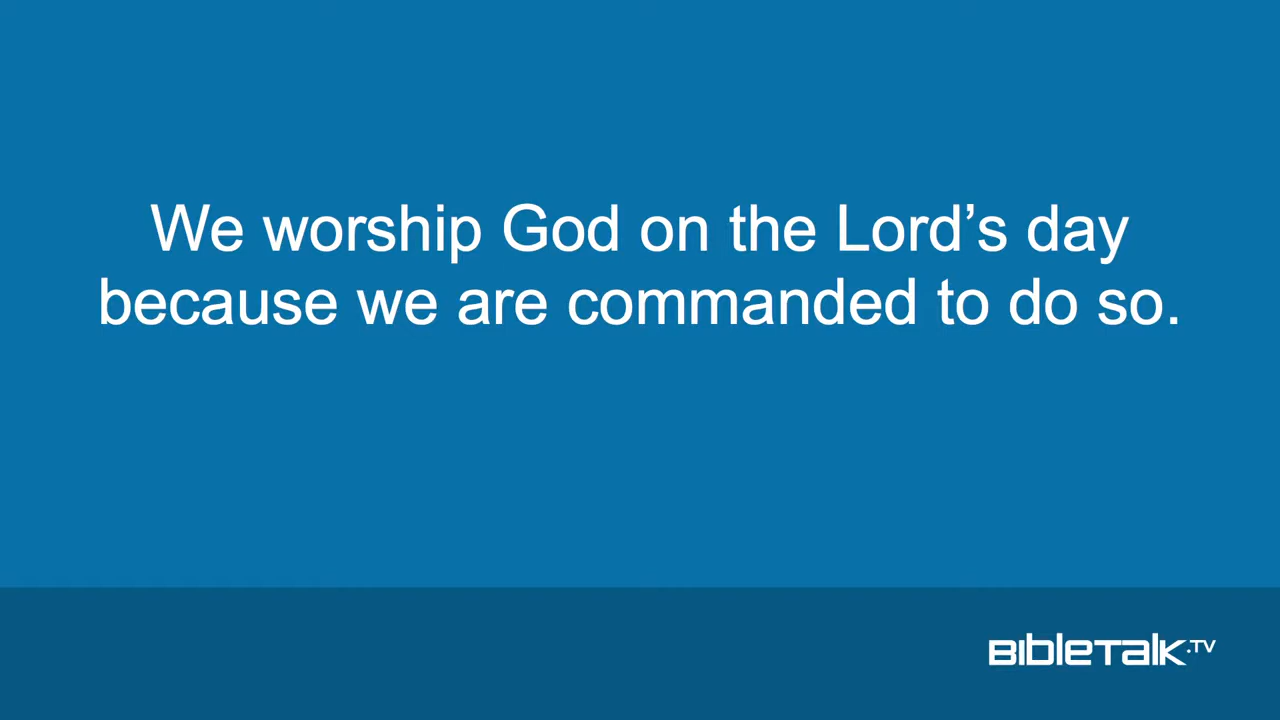 We worship God on the Lord’s day
because we are commanded to do so.
BibleTalk.TV